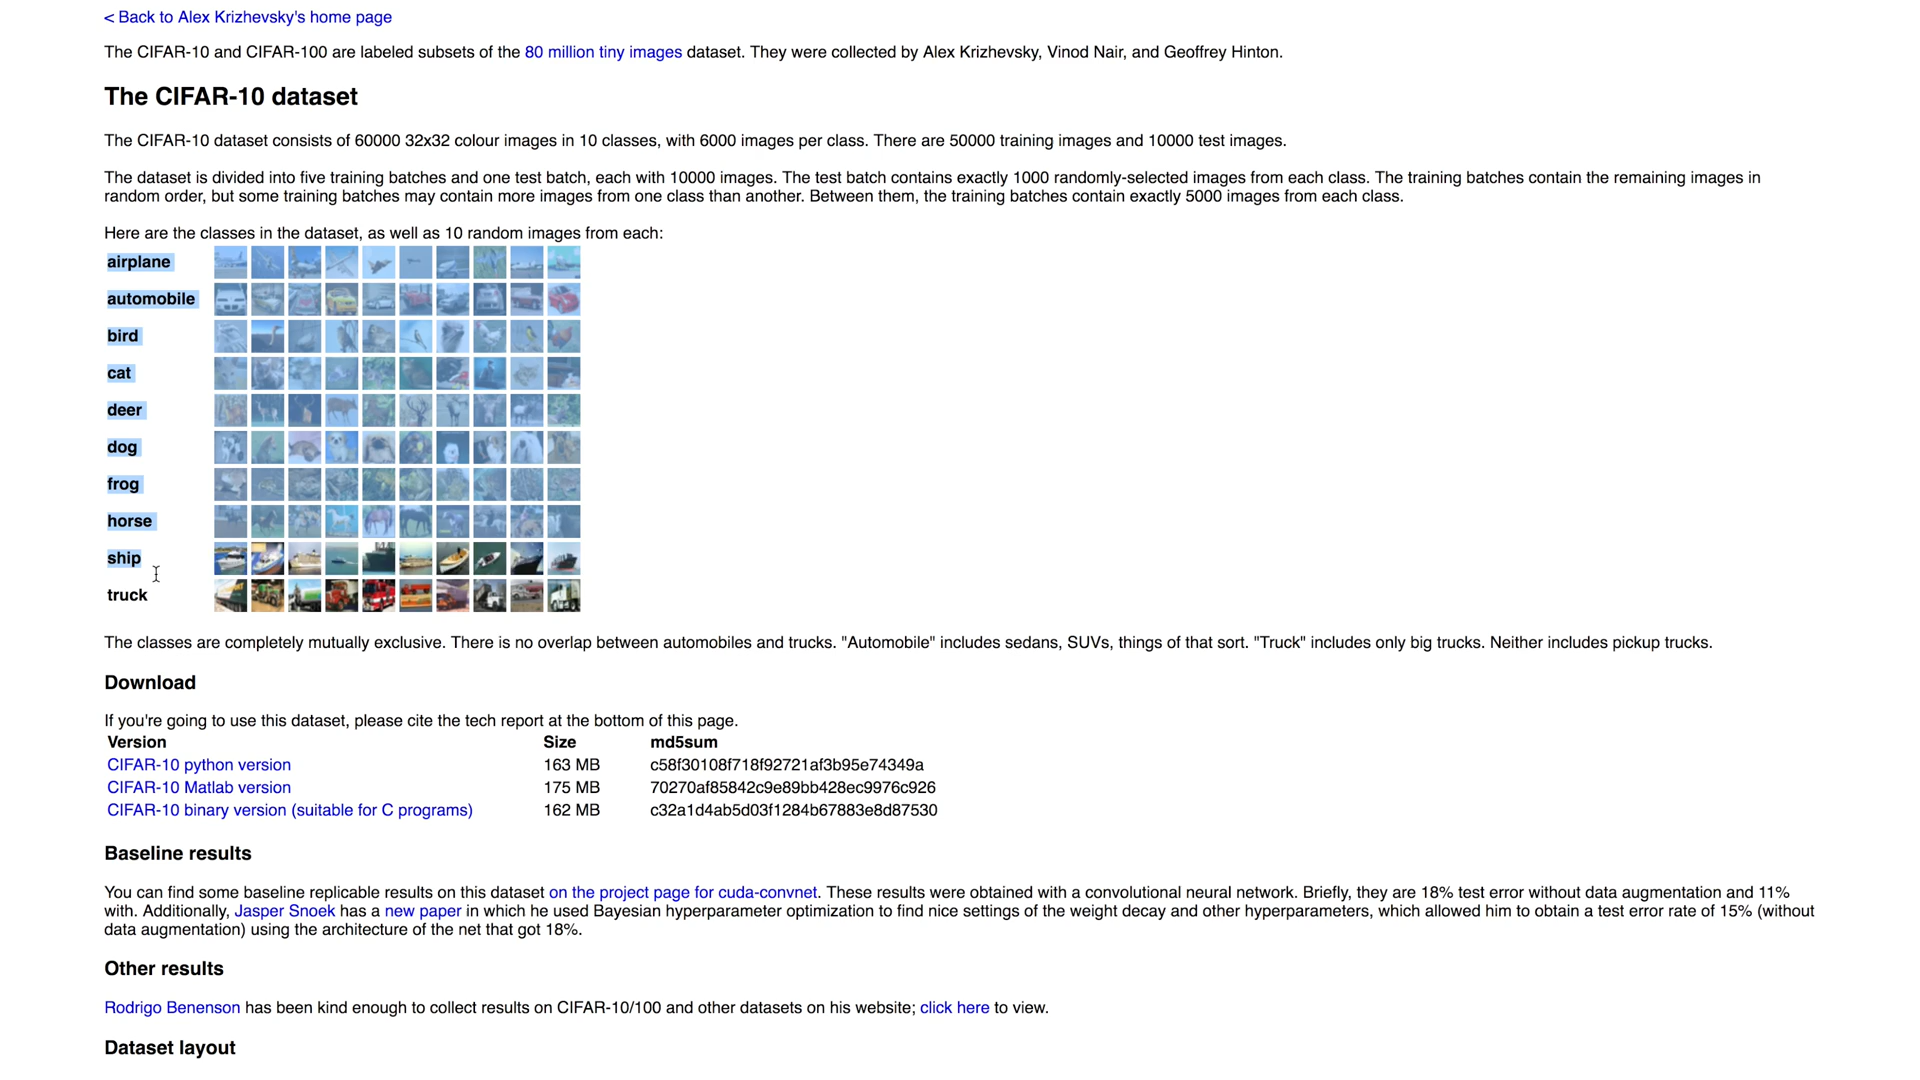 < Back to Alex Krizhevsky's home page
The CIFAR-10 and CIFAR-100 are labeled subsets of the 80 million tiny images dataset. They were collected by Alex Krizhevsky, Vinod Nair, and Geoffrey Hinton.
The CIFAR-10 dataset
The CIFAR-10 dataset consists of 60000 32x32 colour images in 10 classes, with 6000 images per class. There are 50000 training images and 10000 test images.
The dataset is divided into five training batches and one test batch, each with 10000 images. The test batch contains exactly 1000 randomly-selected images from each class. The training batches contain the remaining images in
random order, but some training batches may contain more images from one class than another. Between them, the training batches contain exactly 5000 images from each class.
Here are the classes in the dataset, as well as 10 random images from each:
airplane
automobile
bird
cat
deer
dog
frog
horse
ship
truck
The classes are completely mutually exclusive. There is no overlap between automobiles and trucks. "Automobile" includes sedans, SUVs, things of that sort. "Truck" includes only big trucks. Neither includes pickup trucks.
Download
If you're going to use this dataset, please cite the tech report at the bottom of this page.
Version Size md5sum
CIFAR-10 python version 163 MB c58f30108f718f92721af3b95e74349a
CIFAR-10 Matlab version 175 MB 70270af85842c9e89bb428ec9976c926
CIFAR-10 binary version (suitable for C programs) 162 MB c32a1d4ab5d03f1284b67883e8d87530
Baseline results
You can find some baseline replicable results on this dataset on the project page for cuda-convnet. These results were obtained with a convolutional neural network. Briefly, they are 18% test error without data augmentation and 11%
with. Additionally, Jasper Snoek has a new paper in which he used Bayesian hyperparameter optimization to find nice settings of the weight decay and other hyperparameters, which allowed him to obtain a test error rate of 15% (without
data augmentation) using the architecture of the net that got 18%.
Other results
Rodrigo Benenson has been kind enough to collect results on CIFAR-10/100 and other datasets on his website; click here to view.
Dataset layout